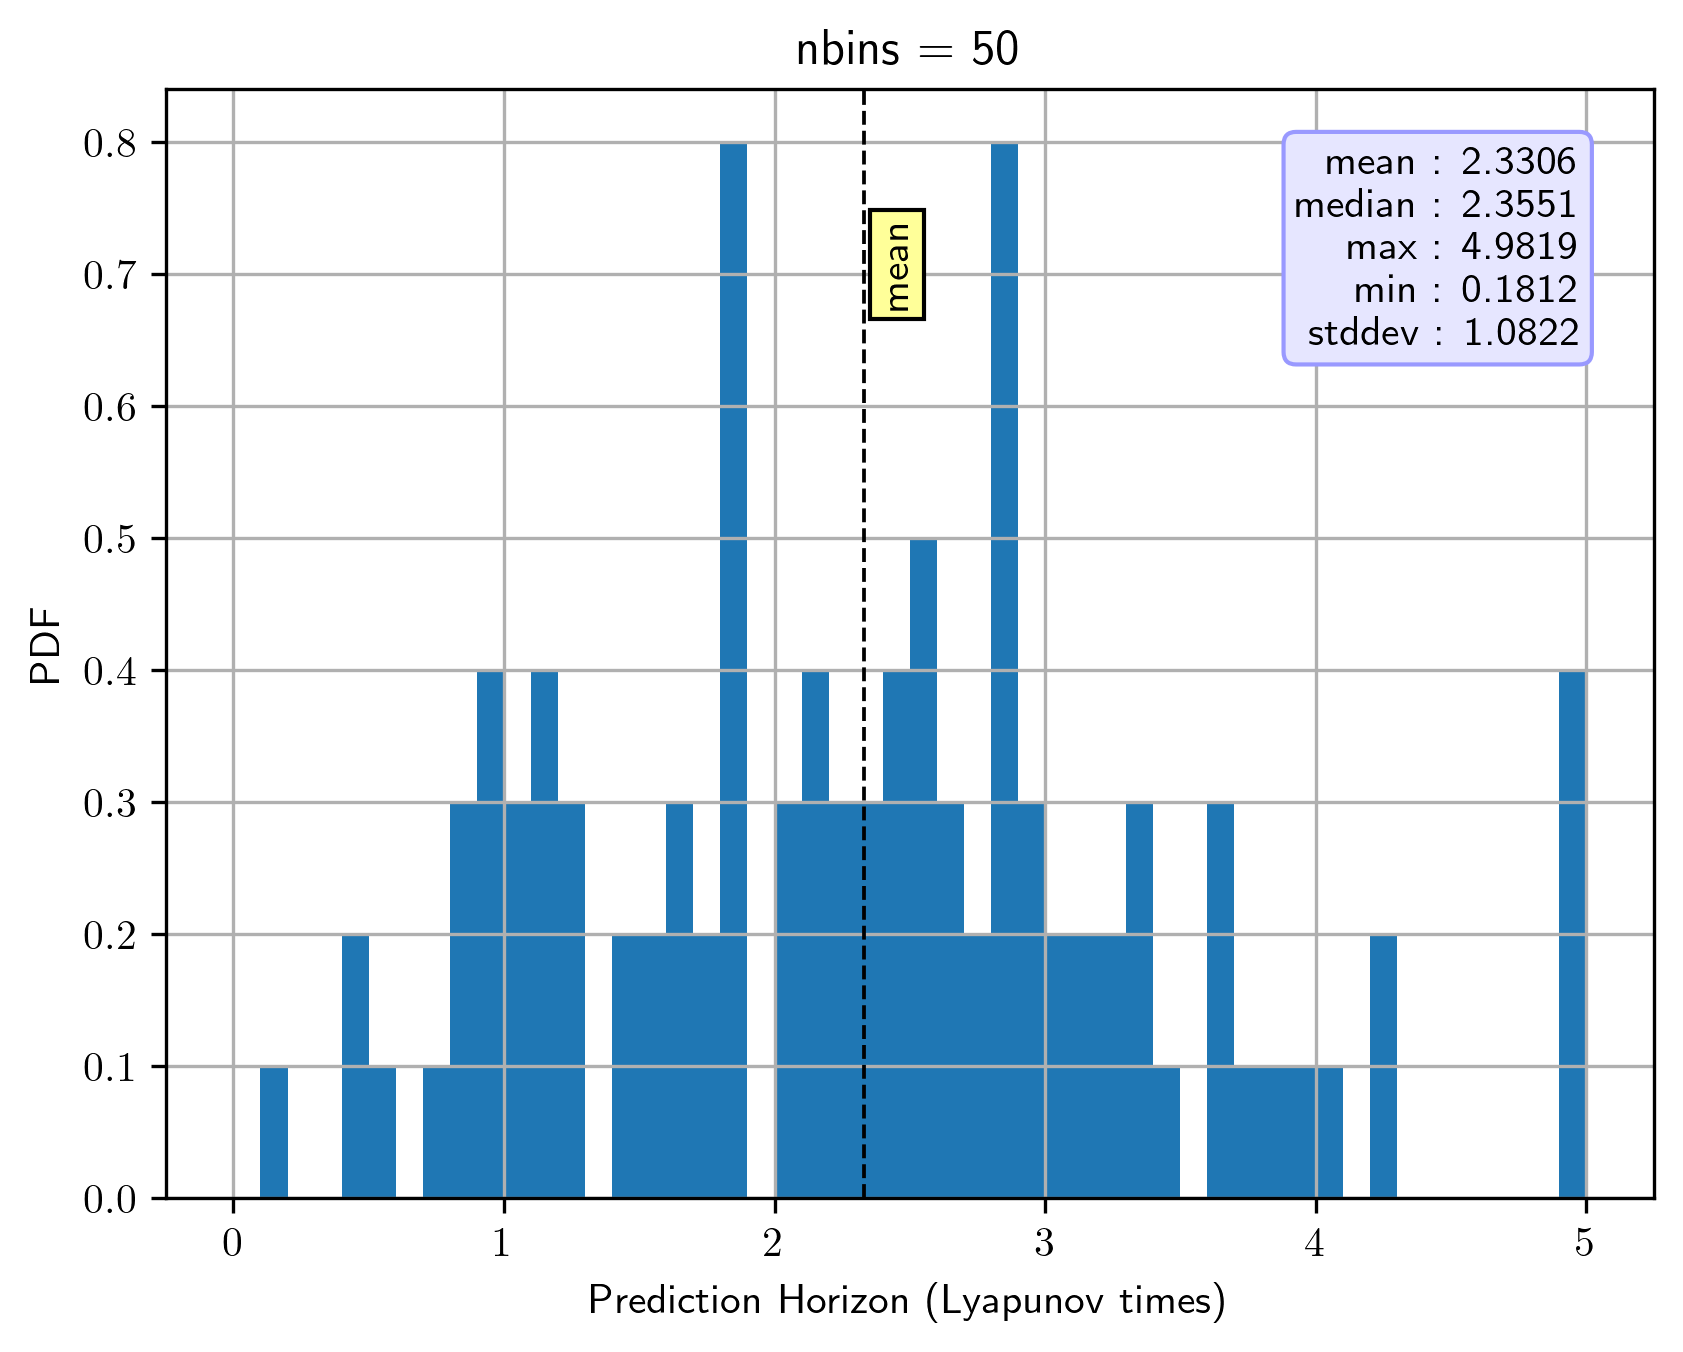 nbins = 50
mean : 2.3306
median : 2.3551
max : 4.9819
min : 0.1812
stddev : 1.0822
mean
PDF
0.8
0.7
0.6
0.5
0.4
0.3
0.2
0.1
0.0
0 1 2 3 4 5
Prediction Horizon (Lyapunov times)